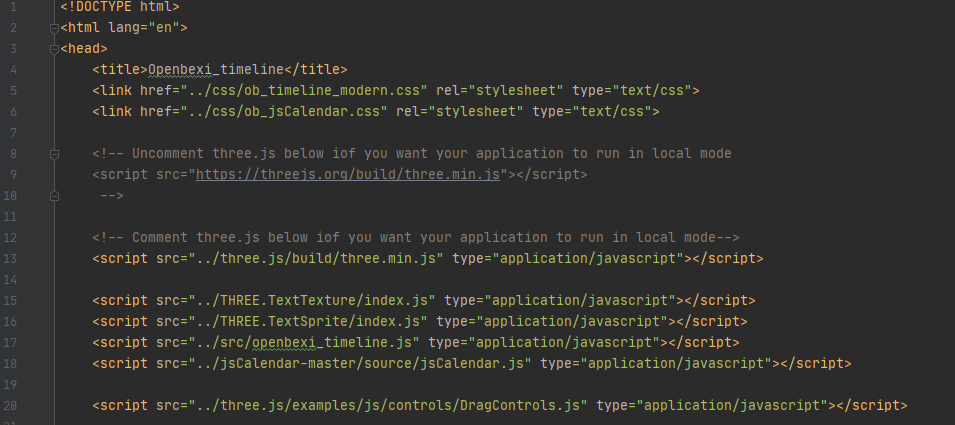 1 <!DOCTYPE html>
2 <html lang="en">
3 <head>
4 <title>Openbexi_timeline</title>
5 <link href="../css/ob_timeline_modern.css" rel="stylesheet" type="text/css">
6 <link href="../css/ob_jsCalendar.css" rel="stylesheet" type="text/css">
7
8 <!-- Uncomment three.js below iof you want your application to run in local mode
9 <script src="https://threejs.org/build/three.min.js"></script>
10 -->
11
12 <!-- Comment three.js below iof you want your application to run in local mode-->
13 <script src="../three.js/build/three.min.js" type="application/javascript"></script>
14
15 <script src="../THREE.TextTexture/index.js" type="application/javascript"></script>
16 <script src="../THREE.TextSprite/index.js" type="application/javascript"></script>
17 <script src="../src/openbexi_timeline.js" type="application/javascript"></script>
18 <script src="../jsCalendar-master/source/jsCalendar.js" type="application/javascript"></script>
19
20 <script src="../three.js/examples/js/controls/DragControls.js" type="application/javascript"></script>